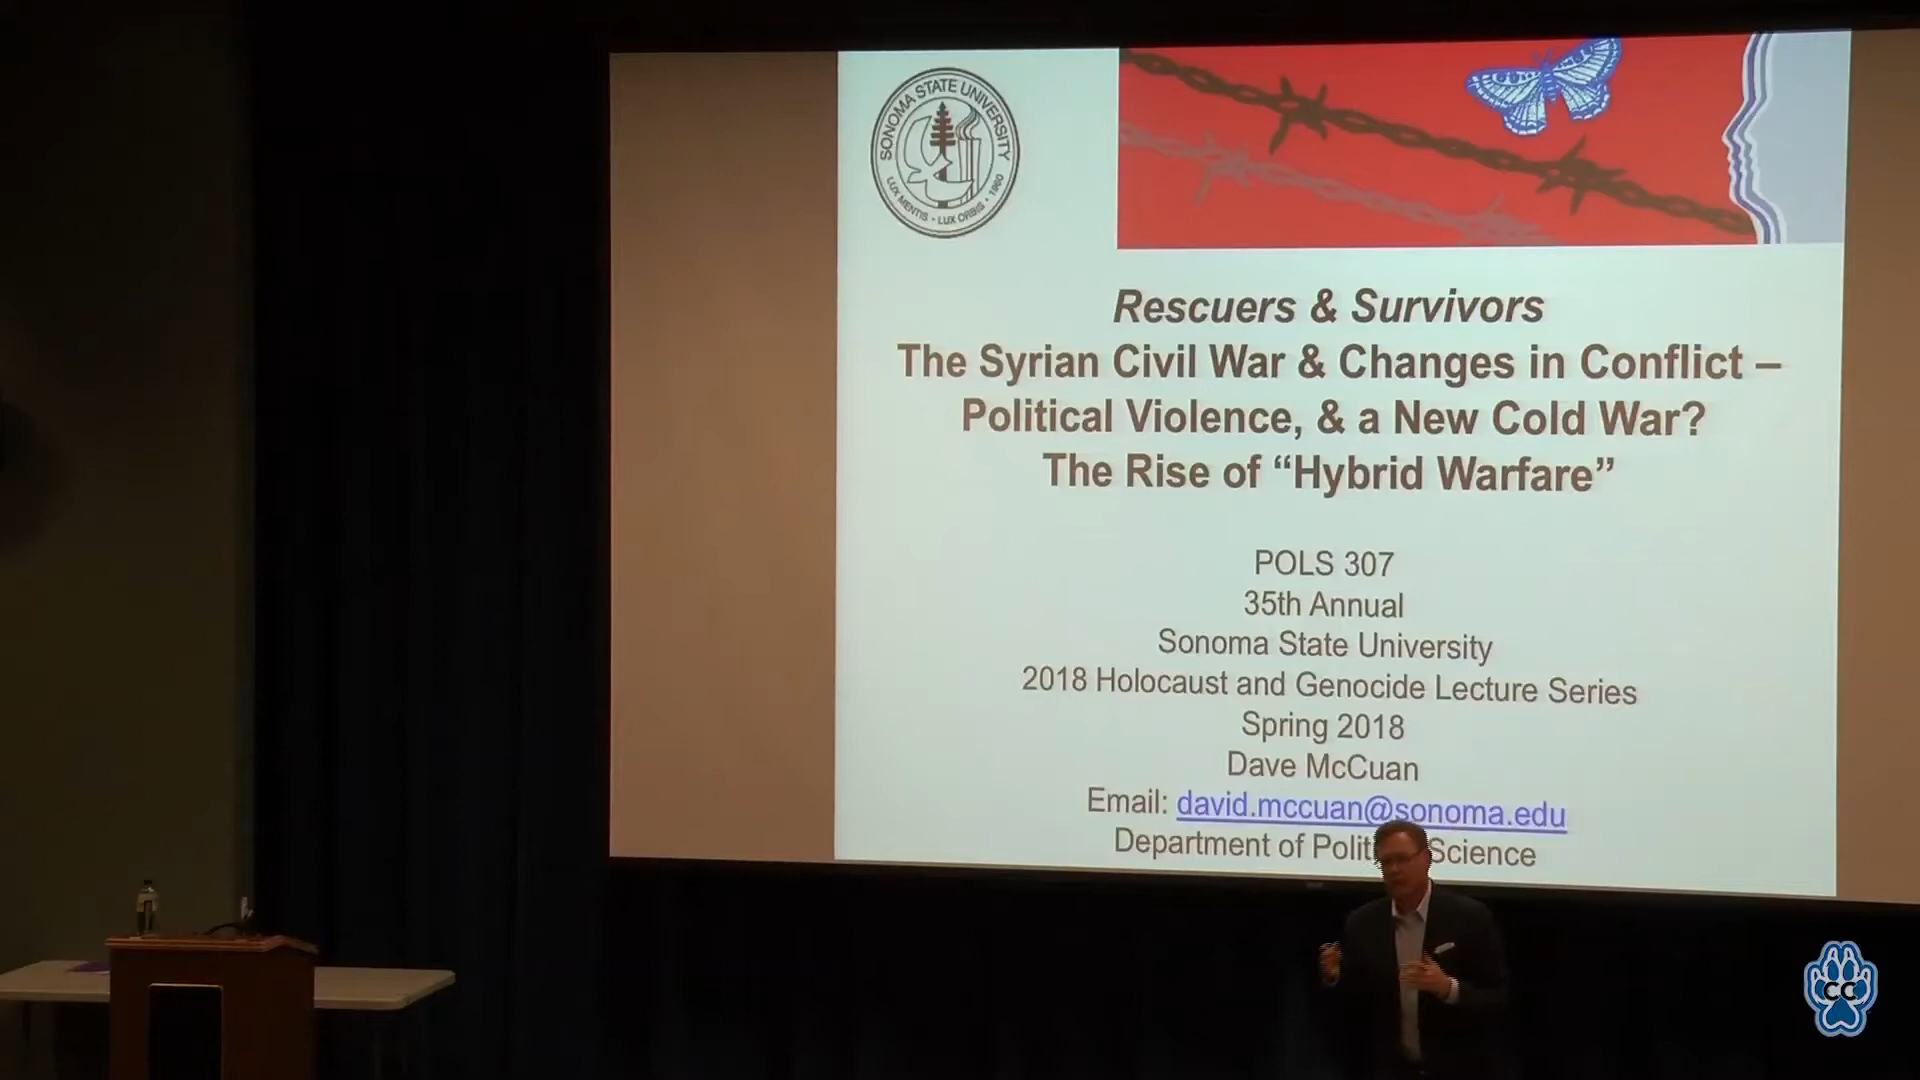 SONOMA STATE UNIVERSITY
LUX MENTIS • LUX ORBIS • 1960
Rescuers & Survivors
The Syrian Civil War & Changes in Conflict –
Political Violence, & a New Cold War?
The Rise of “Hybrid Warfare”
POLS 307
35th Annual
Sonoma State University
2018 Holocaust and Genocide Lecture Series
Spring 2018
Dave McCuan
Email: david.mccuan@sonoma.edu
Department of Political Science
CC